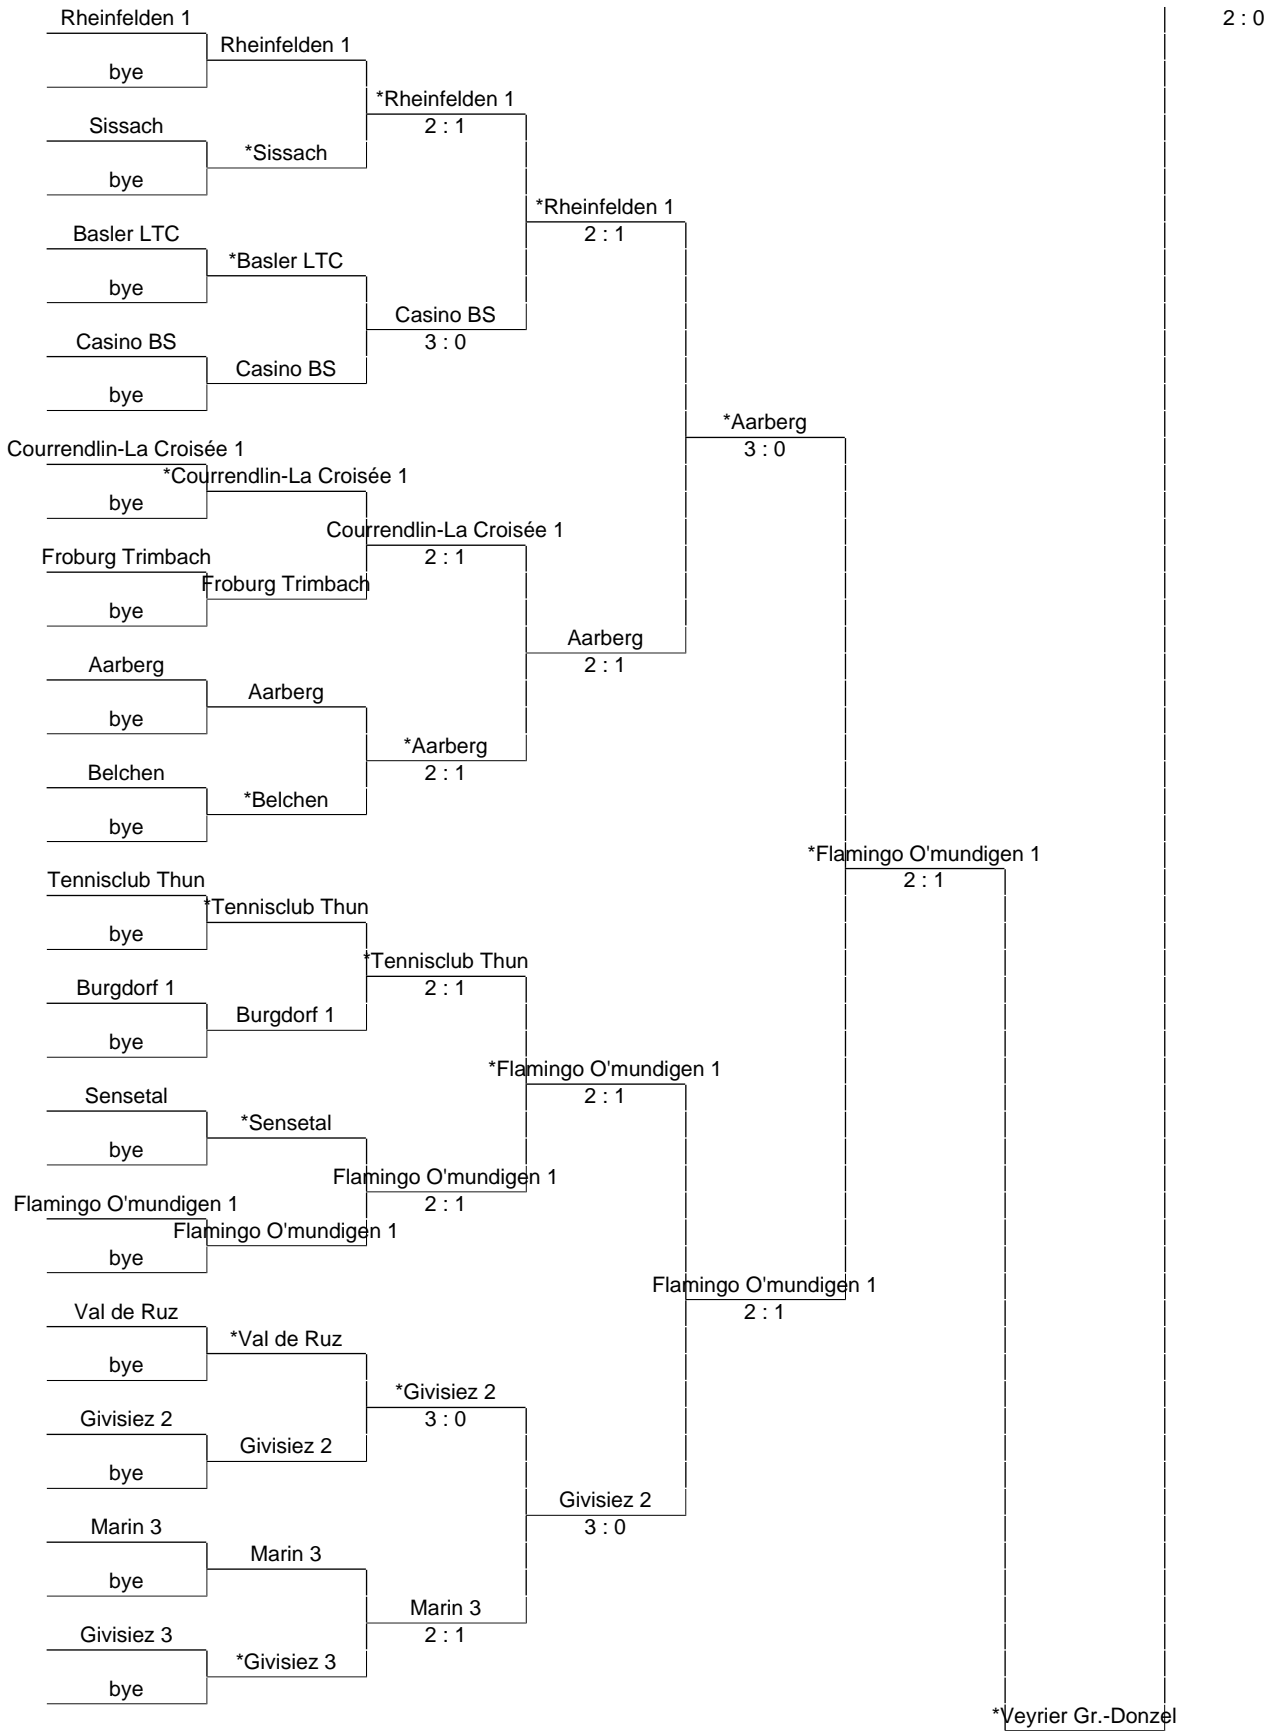 Rheinfelden 1
2 : 0
Rheinfelden 1
bye
*Rheinfelden 1
Sissach
2 : 1
*Sissach
bye
*Rheinfelden 1
Basler LTC
2 : 1
*Basler LTC
bye
Casino BS
Casino BS
3 : 0
Casino BS
bye
*Aarberg
Courrendlin-La Croisée 1
3 : 0
*Courrendlin-La Croisée 1
bye
Courrendlin-La Croisée 1
Froburg Trimbach
2 : 1
Froburg Trimbach
bye
Aarberg
Aarberg
2 : 1
Aarberg
bye
*Aarberg
Belchen
2 : 1
*Belchen
bye
*Flamingo O'mundigen 1
Tennisclub Thun
2 : 1
*Tennisclub Thun
bye
*Tennisclub Thun
Burgdorf 1
2 : 1
Burgdorf 1
bye
*Flamingo O'mundigen 1
Sensetal
2 : 1
*Sensetal
bye
Flamingo O'mundigen 1
Flamingo O'mundigen 1
2 : 1
Flamingo O'mundigen 1
bye
Flamingo O'mundigen 1
Val de Ruz
2 : 1
*Val de Ruz
bye
*Givisiez 2
Givisiez 2
3 : 0
Givisiez 2
bye
Givisiez 2
Marin 3
3 : 0
Marin 3
bye
Marin 3
Givisiez 3
2 : 1
*Givisiez 3
bye
*Veyrier Gr.-Donzel